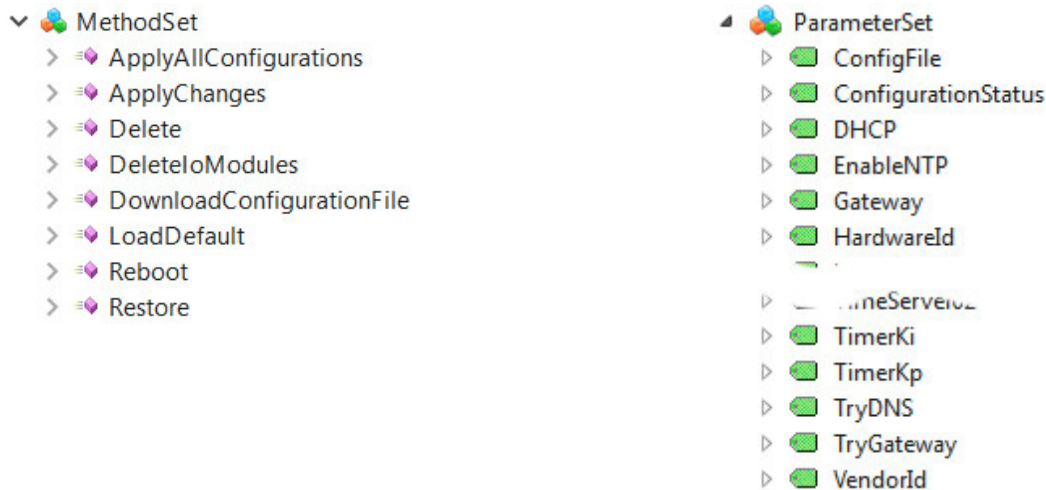 MethodSet
ApplyAllConfigurations
ApplyChanges
Delete
DeleteIoModules
DownloadConfigurationFile
LoadDefault
Reboot
Restore
ParameterSet
ConfigFile
ConfigurationStatus
DHCP
EnableNTP
Gateway
HardwareId
TimerKi
TimerKp
TryDNS
TryGateway
VendorId